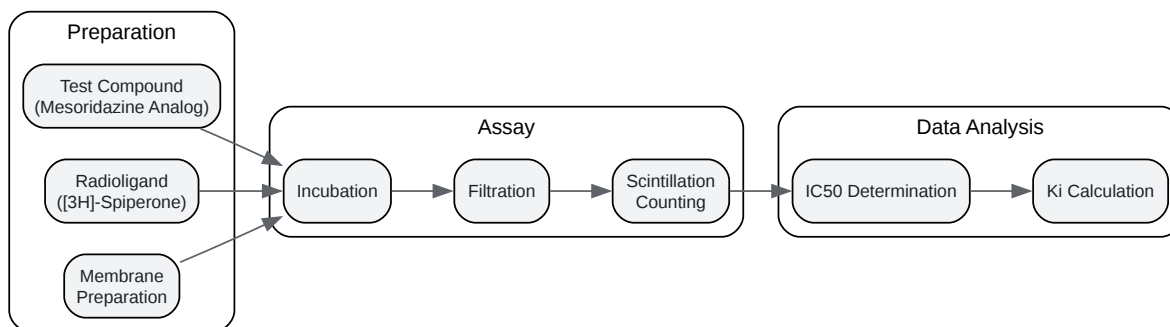 Preparation
Test Compound
(Mesoridazine Analog)
Radioligand
([3H]-Spiperone)
Membrane
Preparation
Assay
Incubation
Filtration
Scintillation
Counting
Data Analysis
IC50 Determination
Ki Calculation